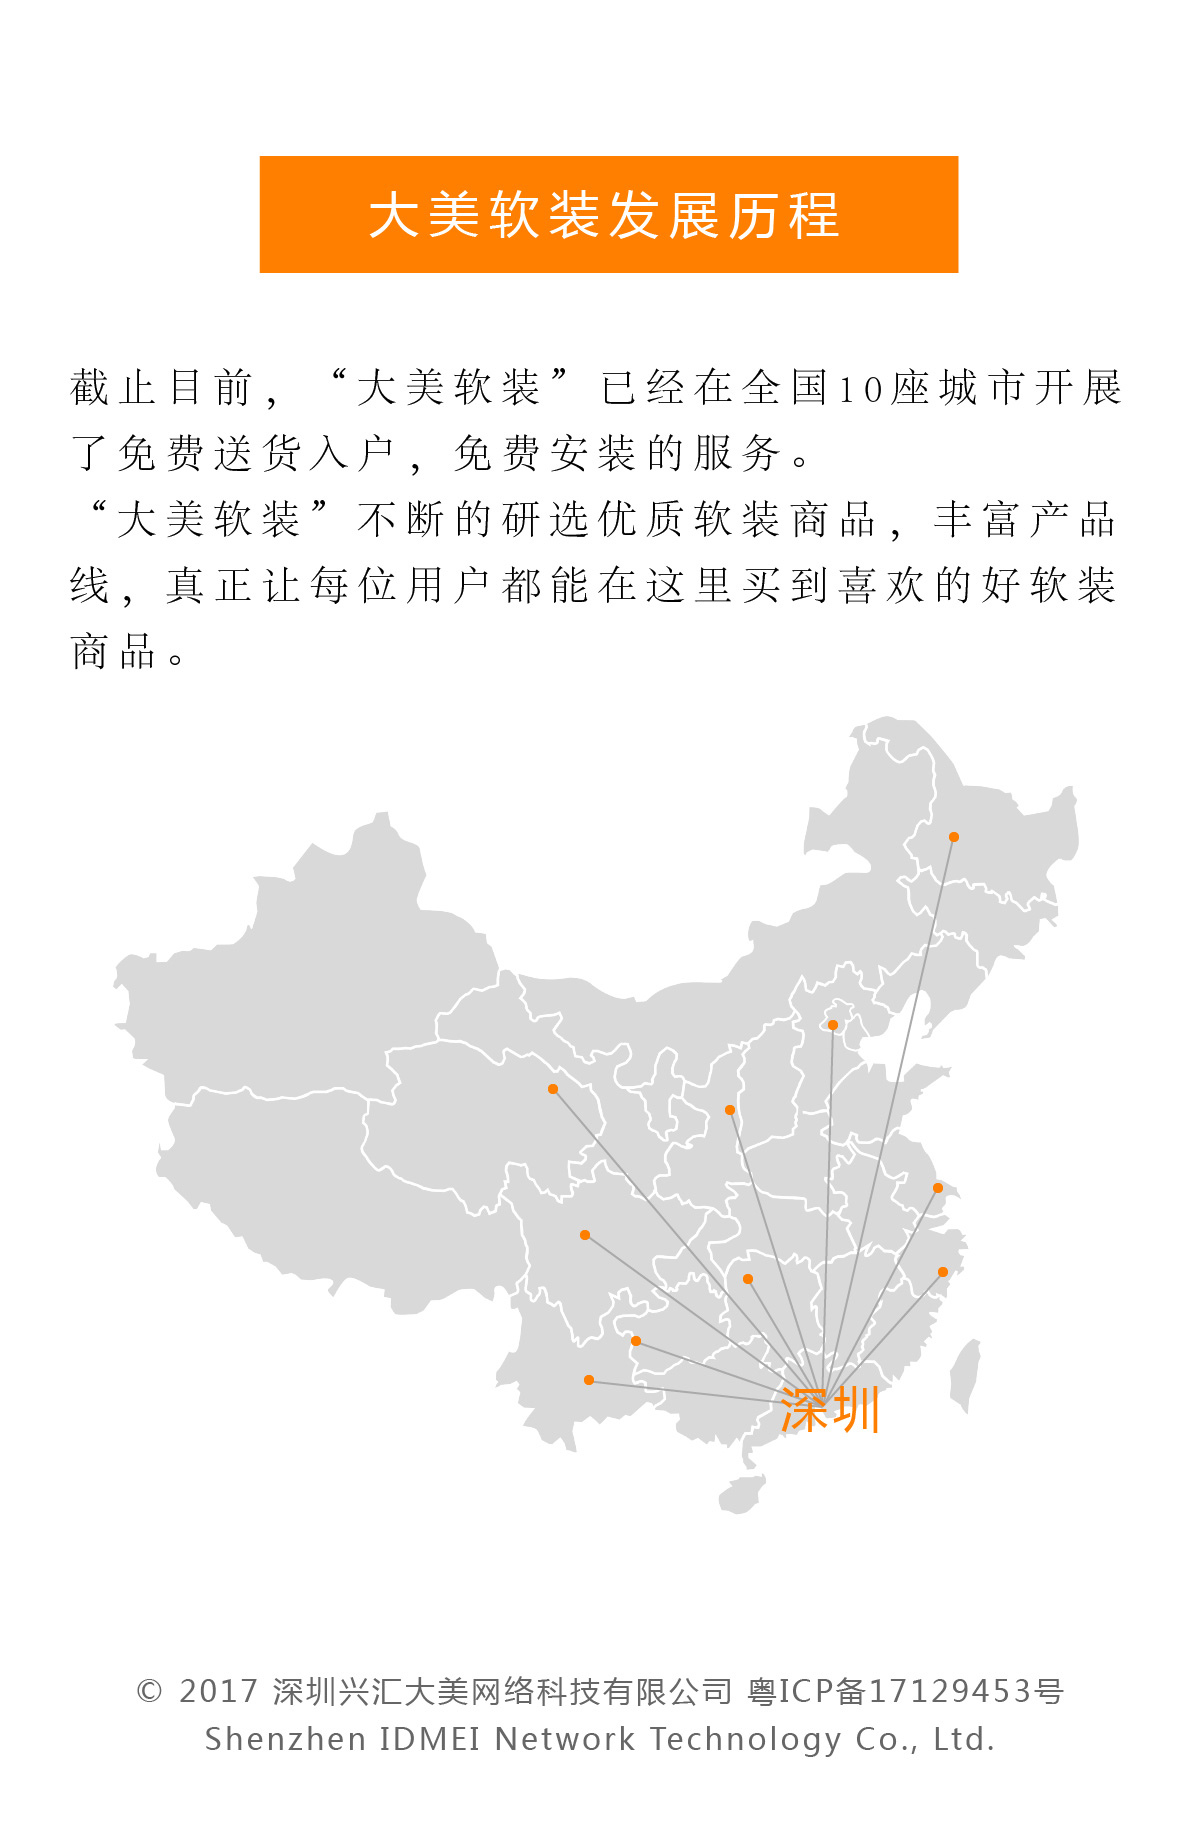 大美软装发展历程
截止目前，“大美软装”已经在全国10座城市开展
了免费送货入户，免费安装的服务。
“大美软装”不断的研选优质软装商品，丰富产品
线，真正让每位用户都能在这里买到喜欢的好软装
商品。
深圳
© 2017 深圳兴汇大美网络科技有限公司 粤ICP备17129453号
Shenzhen IDMEI Network Technology Co., Ltd.